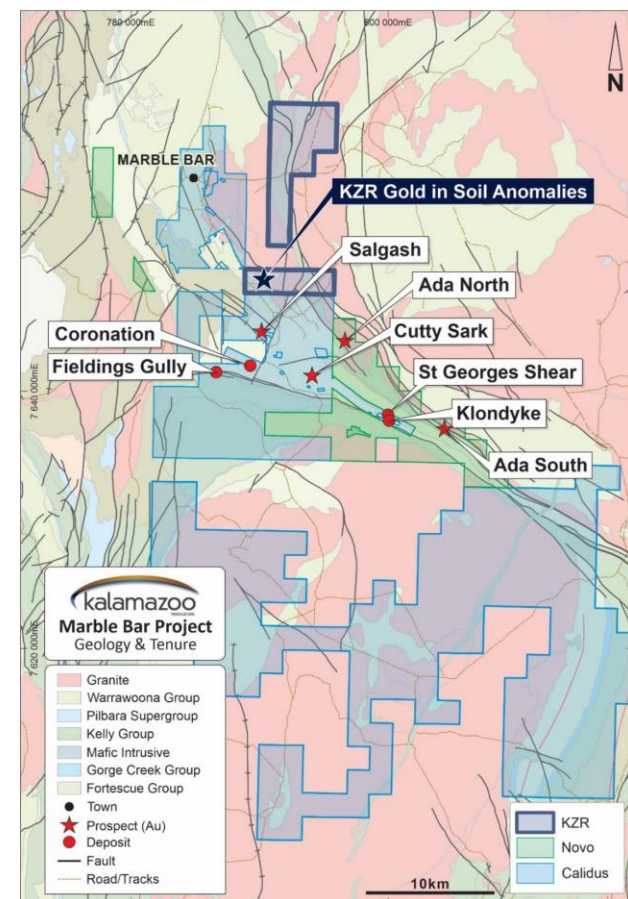 780 000mE
800 000mE
N
MARBLE BAR
KZR Gold in Soil Anomalies
Salgash
Ada North
Coronation
Cutty Sark
Fieldings Gully
St Georges Shear
7 640 000mE
Klondyke
Ada South
kalamazoo
resources
Marble Bar Project
Geology & Tenure
7 620 000mE
Granite
Warrawoona Group
Pilbara Supergroup
Kelly Group
Mafic Intrusive
Gorge Creek Group
Fortescue Group
Town
Prospect (Au)
Deposit
Fault
Road/Tracks
KZR
Novo
Calidus
10km